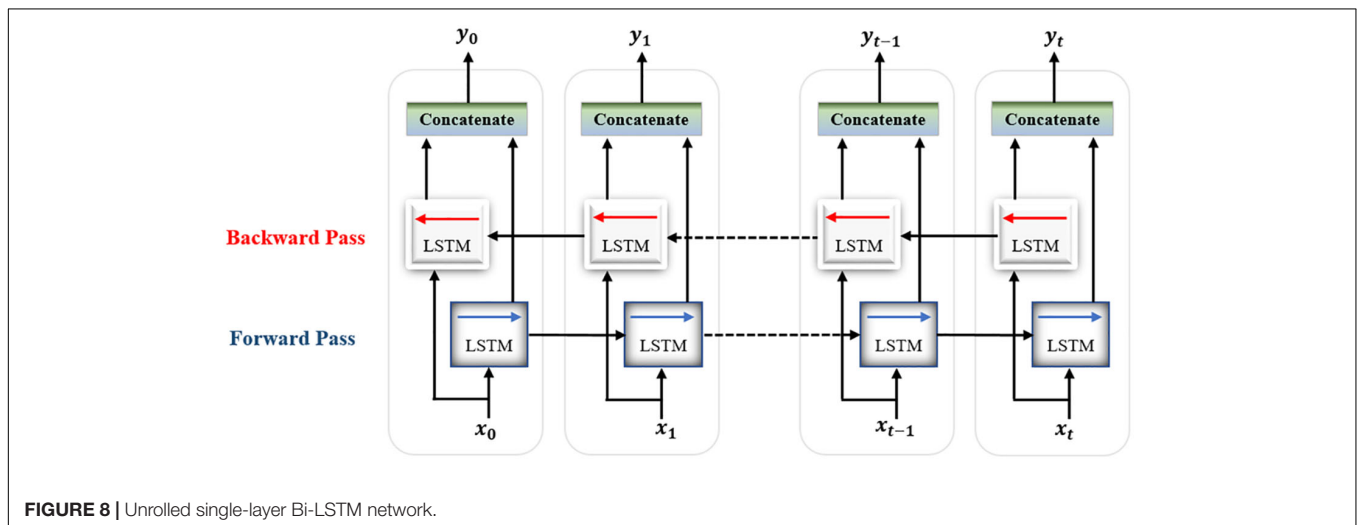 y₀ y₁ yₜ₋₁ yₜ
Concatenate Concatenate Concatenate Concatenate
Backward Pass LSTM LSTM LSTM LSTM
Forward Pass LSTM LSTM LSTM LSTM
x₀ x₁ xₜ₋₁ xₜ
FIGURE 8 | Unrolled single-layer Bi-LSTM network.